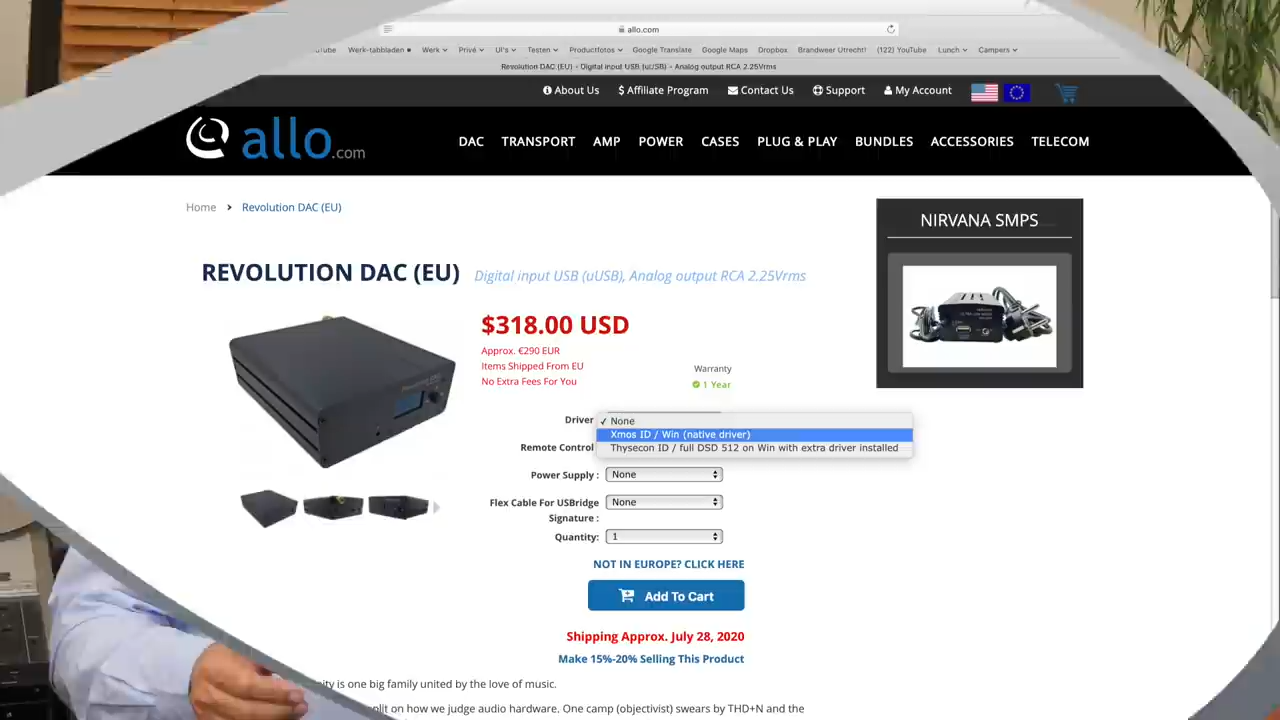 allo.com
Werk-tabbladen Werk Privé UI's Testen Productfotos Google Translate Google Maps Dropbox Brandweer Utrecht! (122) YouTube Lunch Campers
Revolution DAC (EU) - Digital input USB (uUSB) - Analog output RCA 2.25Vrms
About Us $ Affiliate Program Contact Us Support My Account
allo.com
DAC TRANSPORT AMP POWER CASES PLUG & PLAY BUNDLES ACCESSORIES TELECOM
Home > Revolution DAC (EU)
NIRVANA SMPS
REVOLUTION DAC (EU) Digital input USB (uUSB), Analog output RCA 2.25Vrms
$318.00 USD
Approx. €290 EUR
Items Shipped From EU
No Extra Fees For You
Warranty
1 Year
Driver
✓ None
Xmos ID / Win (native driver)
Thysecon ID / full DSD 512 on Win with extra driver installed
Remote Control
Power Supply : None
Flex Cable For USBridge Signature : None
Quantity: 1
NOT IN EUROPE? CLICK HERE
Add To Cart
Shipping Approx. July 28, 2020
Make 15%-20% Selling This Product
is one big family united by the love of music.
on how we judge audio hardware. One camp (objectivist) swears by THD+N and the